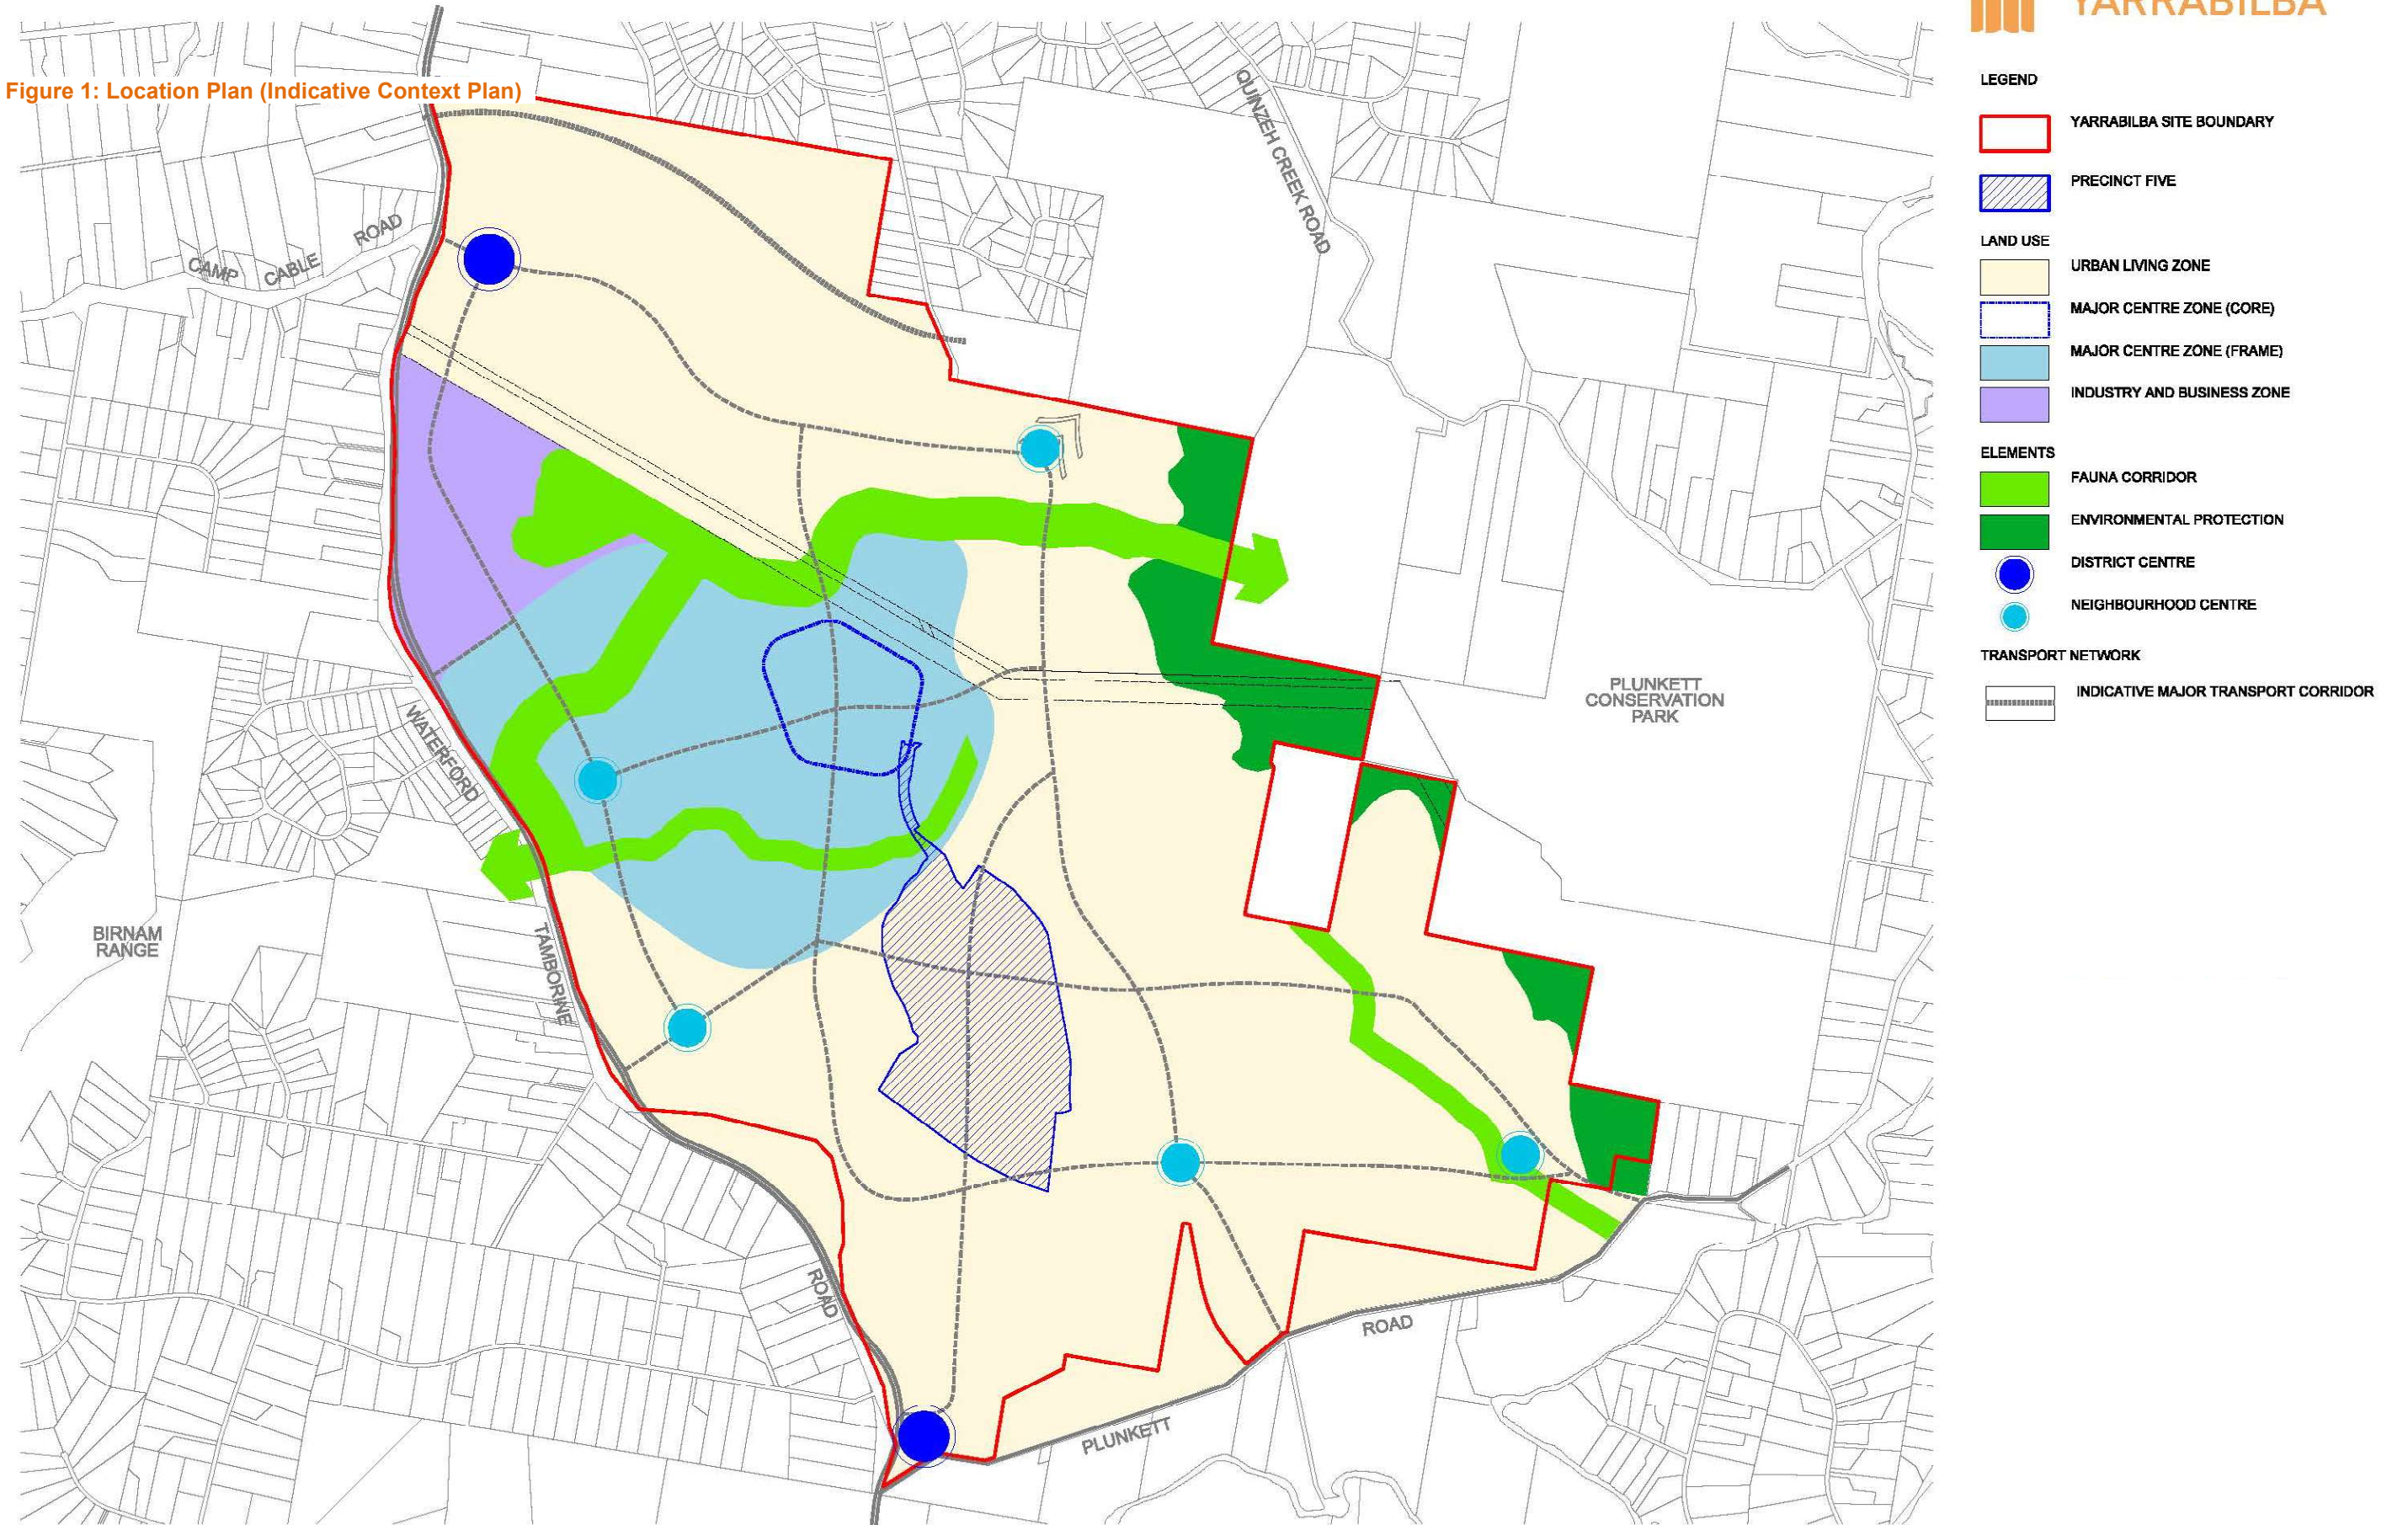 YARRABILBA
Figure 1: Location Plan (Indicative Context Plan)
LEGEND
YARRABILBA SITE BOUNDARY
PRECINCT FIVE
LAND USE
URBAN LIVING ZONE
MAJOR CENTRE ZONE (CORE)
MAJOR CENTRE ZONE (FRAME)
INDUSTRY AND BUSINESS ZONE
ELEMENTS
FAUNA CORRIDOR
ENVIRONMENTAL PROTECTION
DISTRICT CENTRE
NEIGHBOURHOOD CENTRE
TRANSPORT NETWORK
INDICATIVE MAJOR TRANSPORT CORRIDOR
QUINZEH CREEK ROAD
CAMP CABLE ROAD
PLUNKETT
CONSERVATION
PARK
WATERFORD
TAMBORINE
ROAD
BIRNAM
RANGE
PLUNKETT
ROAD